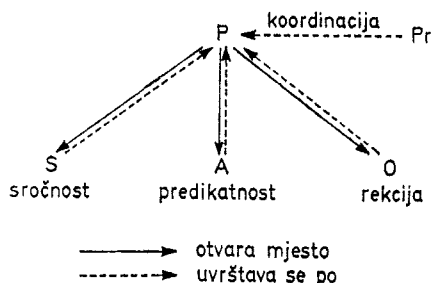 koordinacija
P Pr
S A O
sročnost predikatnost rekcija
otvara mjesto
uvrštava se po